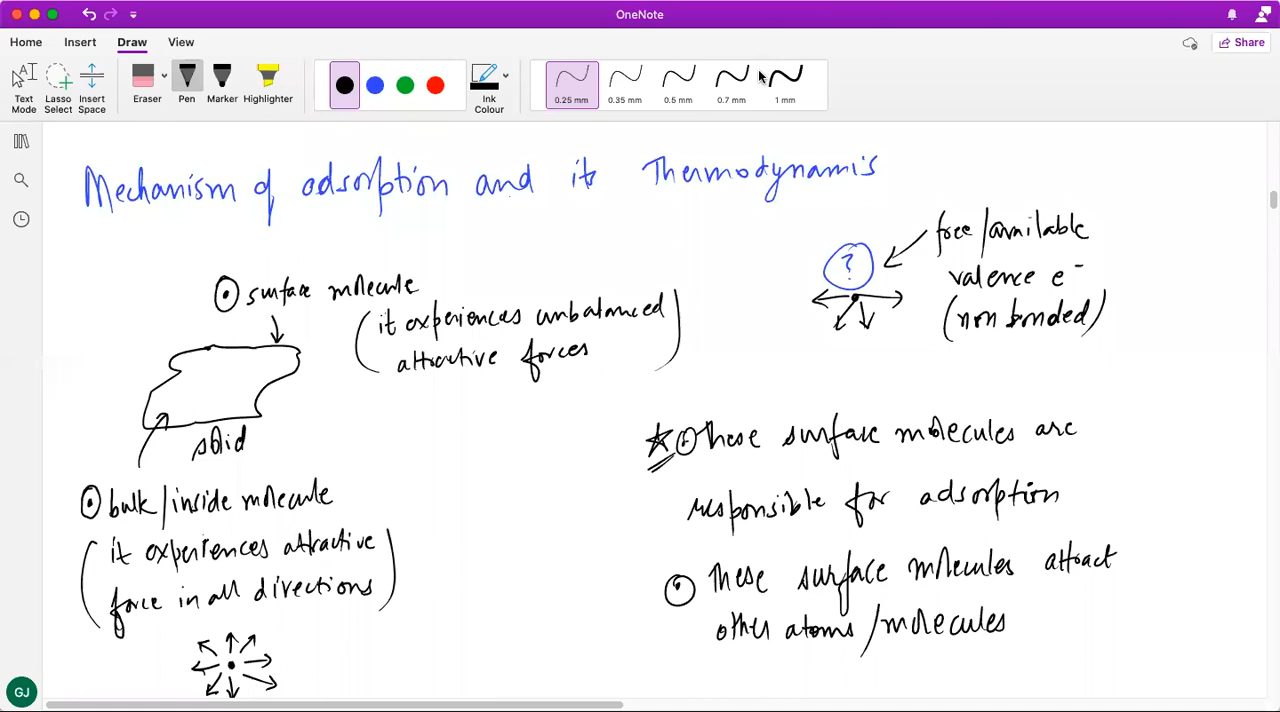 OneNote
Home Insert Draw View
Share
Text Mode
Lasso Select
Insert Space
Eraser
Pen
Marker
Highlighter
Ink Colour
0.25 mm
0.35 mm
0.5 mm
0.7 mm
1 mm
Mechanism of adsorption and its Thermodynamis
surface molecule
(it experiences unbalanced
attractive forces)
solid
bulk/inside molecule
(it experiences attractive
force in all directions)
?
free/available
valence e⁻
(non bonded)
These surface molecules are
responsible for adsorption
These surface molecules attract
other atoms/molecules
GJ